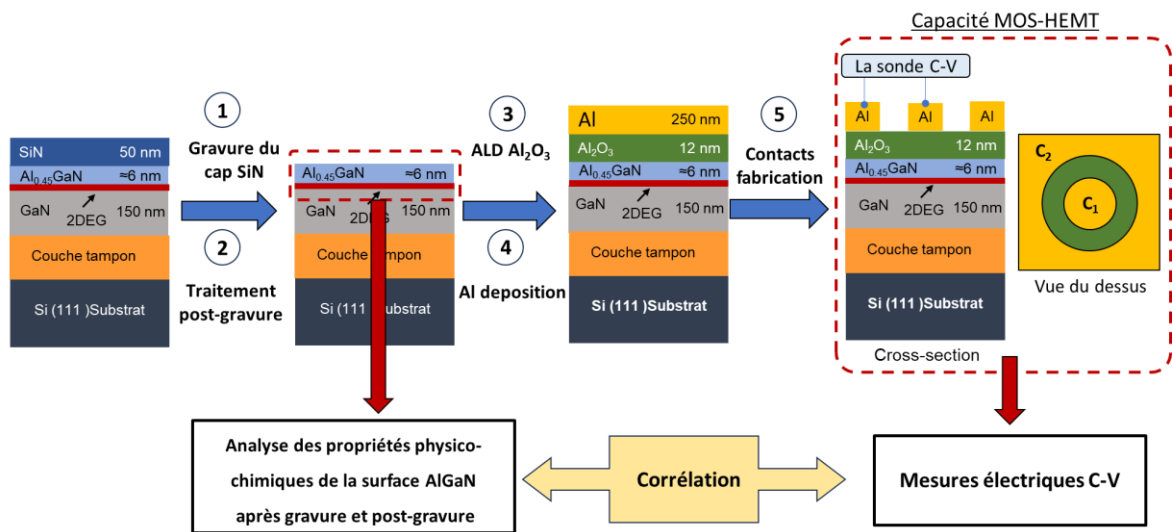 Capacité MOS-HEMT
La sonde C-V
1
Gravure du
cap SiN
2
Traitement
post-gravure
3
ALD Al₂O₃
4
Al deposition
5
Contacts
fabrication
SiN 50 nm
Al₀.₄₅GaN ≈6 nm
GaN 150 nm
2DEG
Couche tampon
Si (111 )Substrat
Al₀.₄₅GaN ≈6 nm
GaN 150 nm
2DEG
Couche tampon
Si (111 )Substrat
Al 250 nm
Al₂O₃ 12 nm
Al₀.₄₅GaN ≈6 nm
GaN 150 nm
2DEG
Couche tampon
Si (111 )Substrat
Al Al Al
Al₂O₃ 12 nm
Al₀.₄₅GaN ≈6 nm
GaN 150 nm
2DEG
Couche tampon
Si (111 )Substrat
Cross-section
C₂
C₁
Vue du dessus
Analyse des propriétés physico-
chimiques de la surface AlGaN
après gravure et post-gravure
Corrélation
Mesures électriques C-V